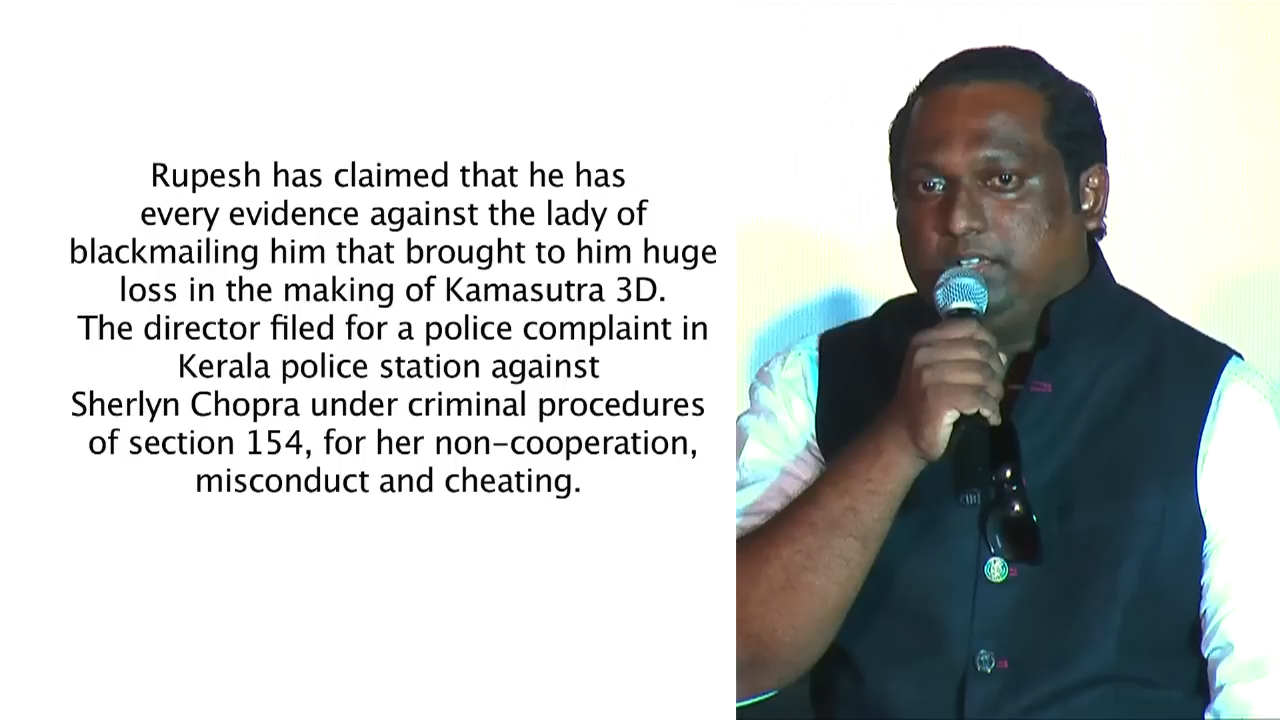 Rupesh has claimed that he has
every evidence against the lady of
blackmailing him that brought to him huge
loss in the making of Kamasutra 3D.
The director filed for a police complaint in
Kerala police station against
Sherlyn Chopra under criminal procedures
of section 154, for her non-cooperation,
misconduct and cheating.